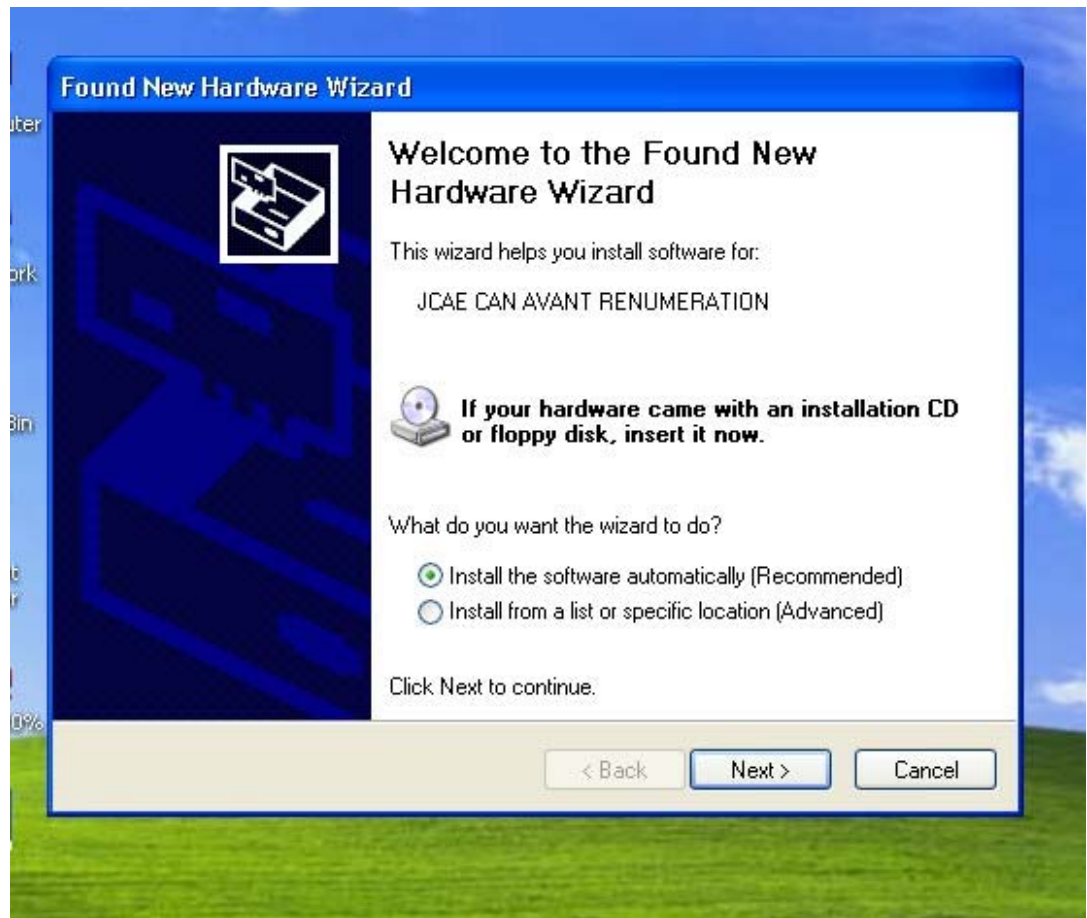 Found New Hardware Wizard
Welcome to the Found New
Hardware Wizard
This wizard helps you install software for:
JCAE CAN AVANT RENUMERATION
If your hardware came with an installation CD
or floppy disk, insert it now.
What do you want the wizard to do?
Install the software automatically (Recommended)
Install from a list or specific location (Advanced)
Click Next to continue.
< Back
Next >
Cancel